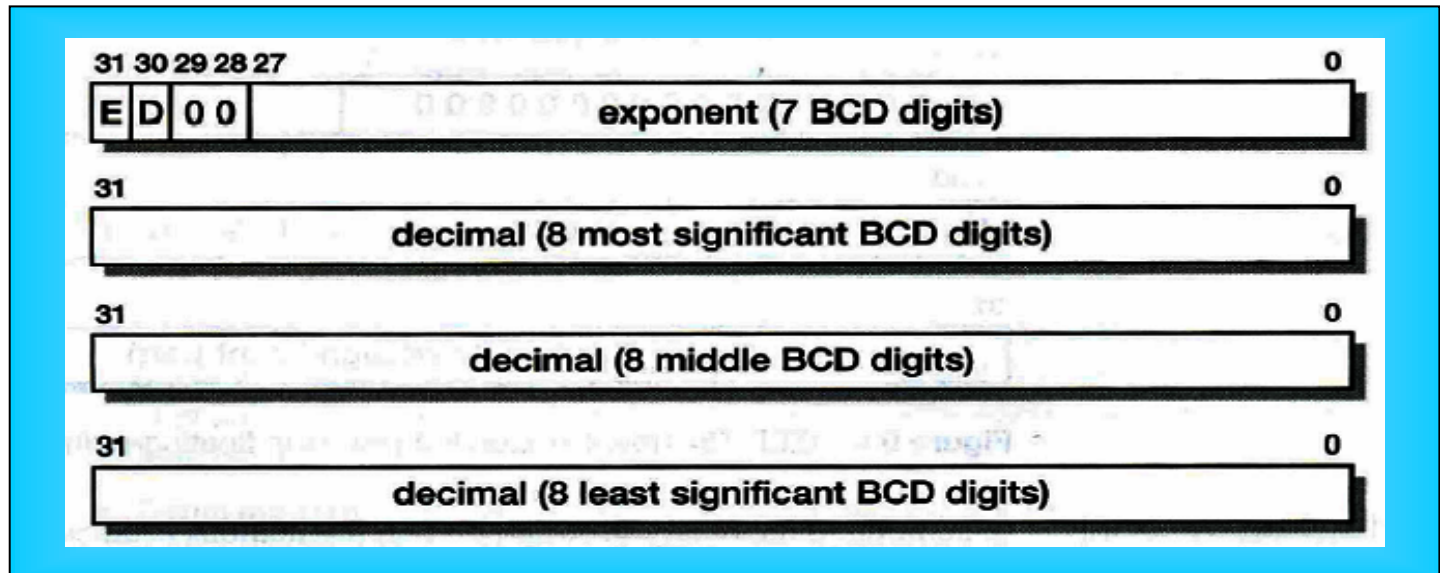 31 30 29 28 27 0
E D 0 0 exponent (7 BCD digits)
31 0
decimal (8 most significant BCD digits)
31 0
decimal (8 middle BCD digits)
31 0
decimal (8 least significant BCD digits)